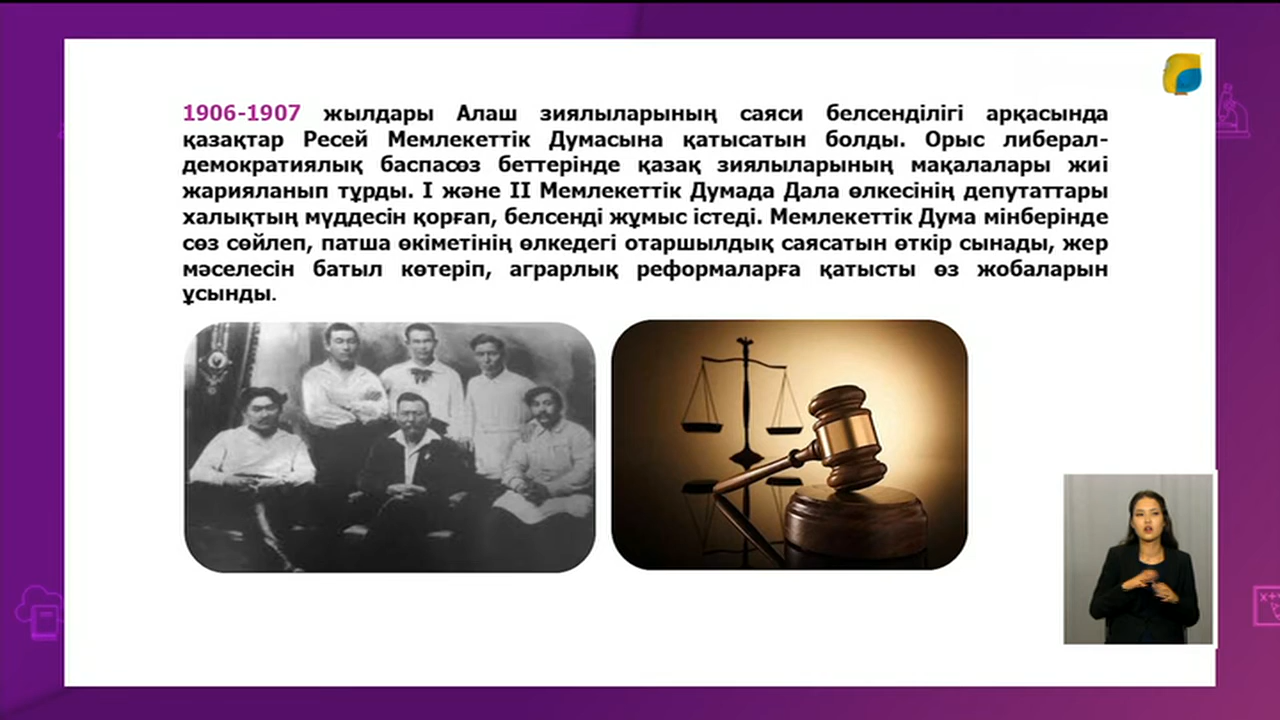 1906-1907 жылдары Алаш зиялыларының саяси белсенділігі арқасында
қазақтар Ресей Мемлекеттік Думасына қатысатын болды. Орыс либерал-
демократиялық баспасөз беттерінде қазақ зиялыларының мақалалары жиі
жарияланып тұрды. I және II Мемлекеттік Думада Дала өлкесінің депутаттары
халықтың мүддесін қорғап, белсенді жұмыс істеді. Мемлекеттік Дума мінберінде
сөз сөйлеп, патша өкіметінің өлкедегі отаршылдық саясатын өткір сынады, жер
мәселесін батыл көтеріп, аграрлық реформаларға қатысты өз жобаларын
ұсынды.